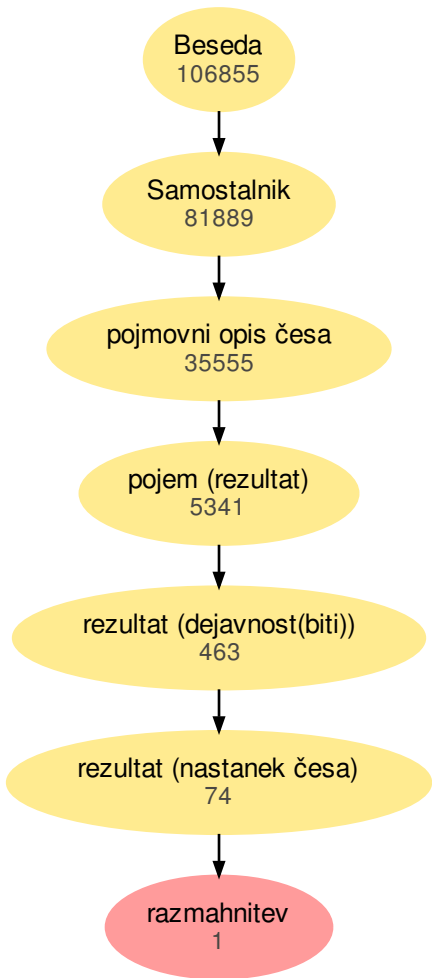 Beseda
106855
Samostalnik
81889
pojmovni opis česa
35555
pojem (rezultat)
5341
rezultat (dejavnost(biti))
463
rezultat (nastanek česa)
74
razmahnitev
1